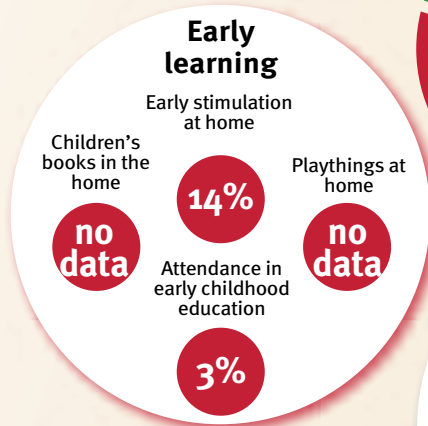 Early
learning
Early stimulation
at home
14%
Children’s
books in the
home
no
data
Playthings at
home
no
data
Attendance in
early childhood
education
3%